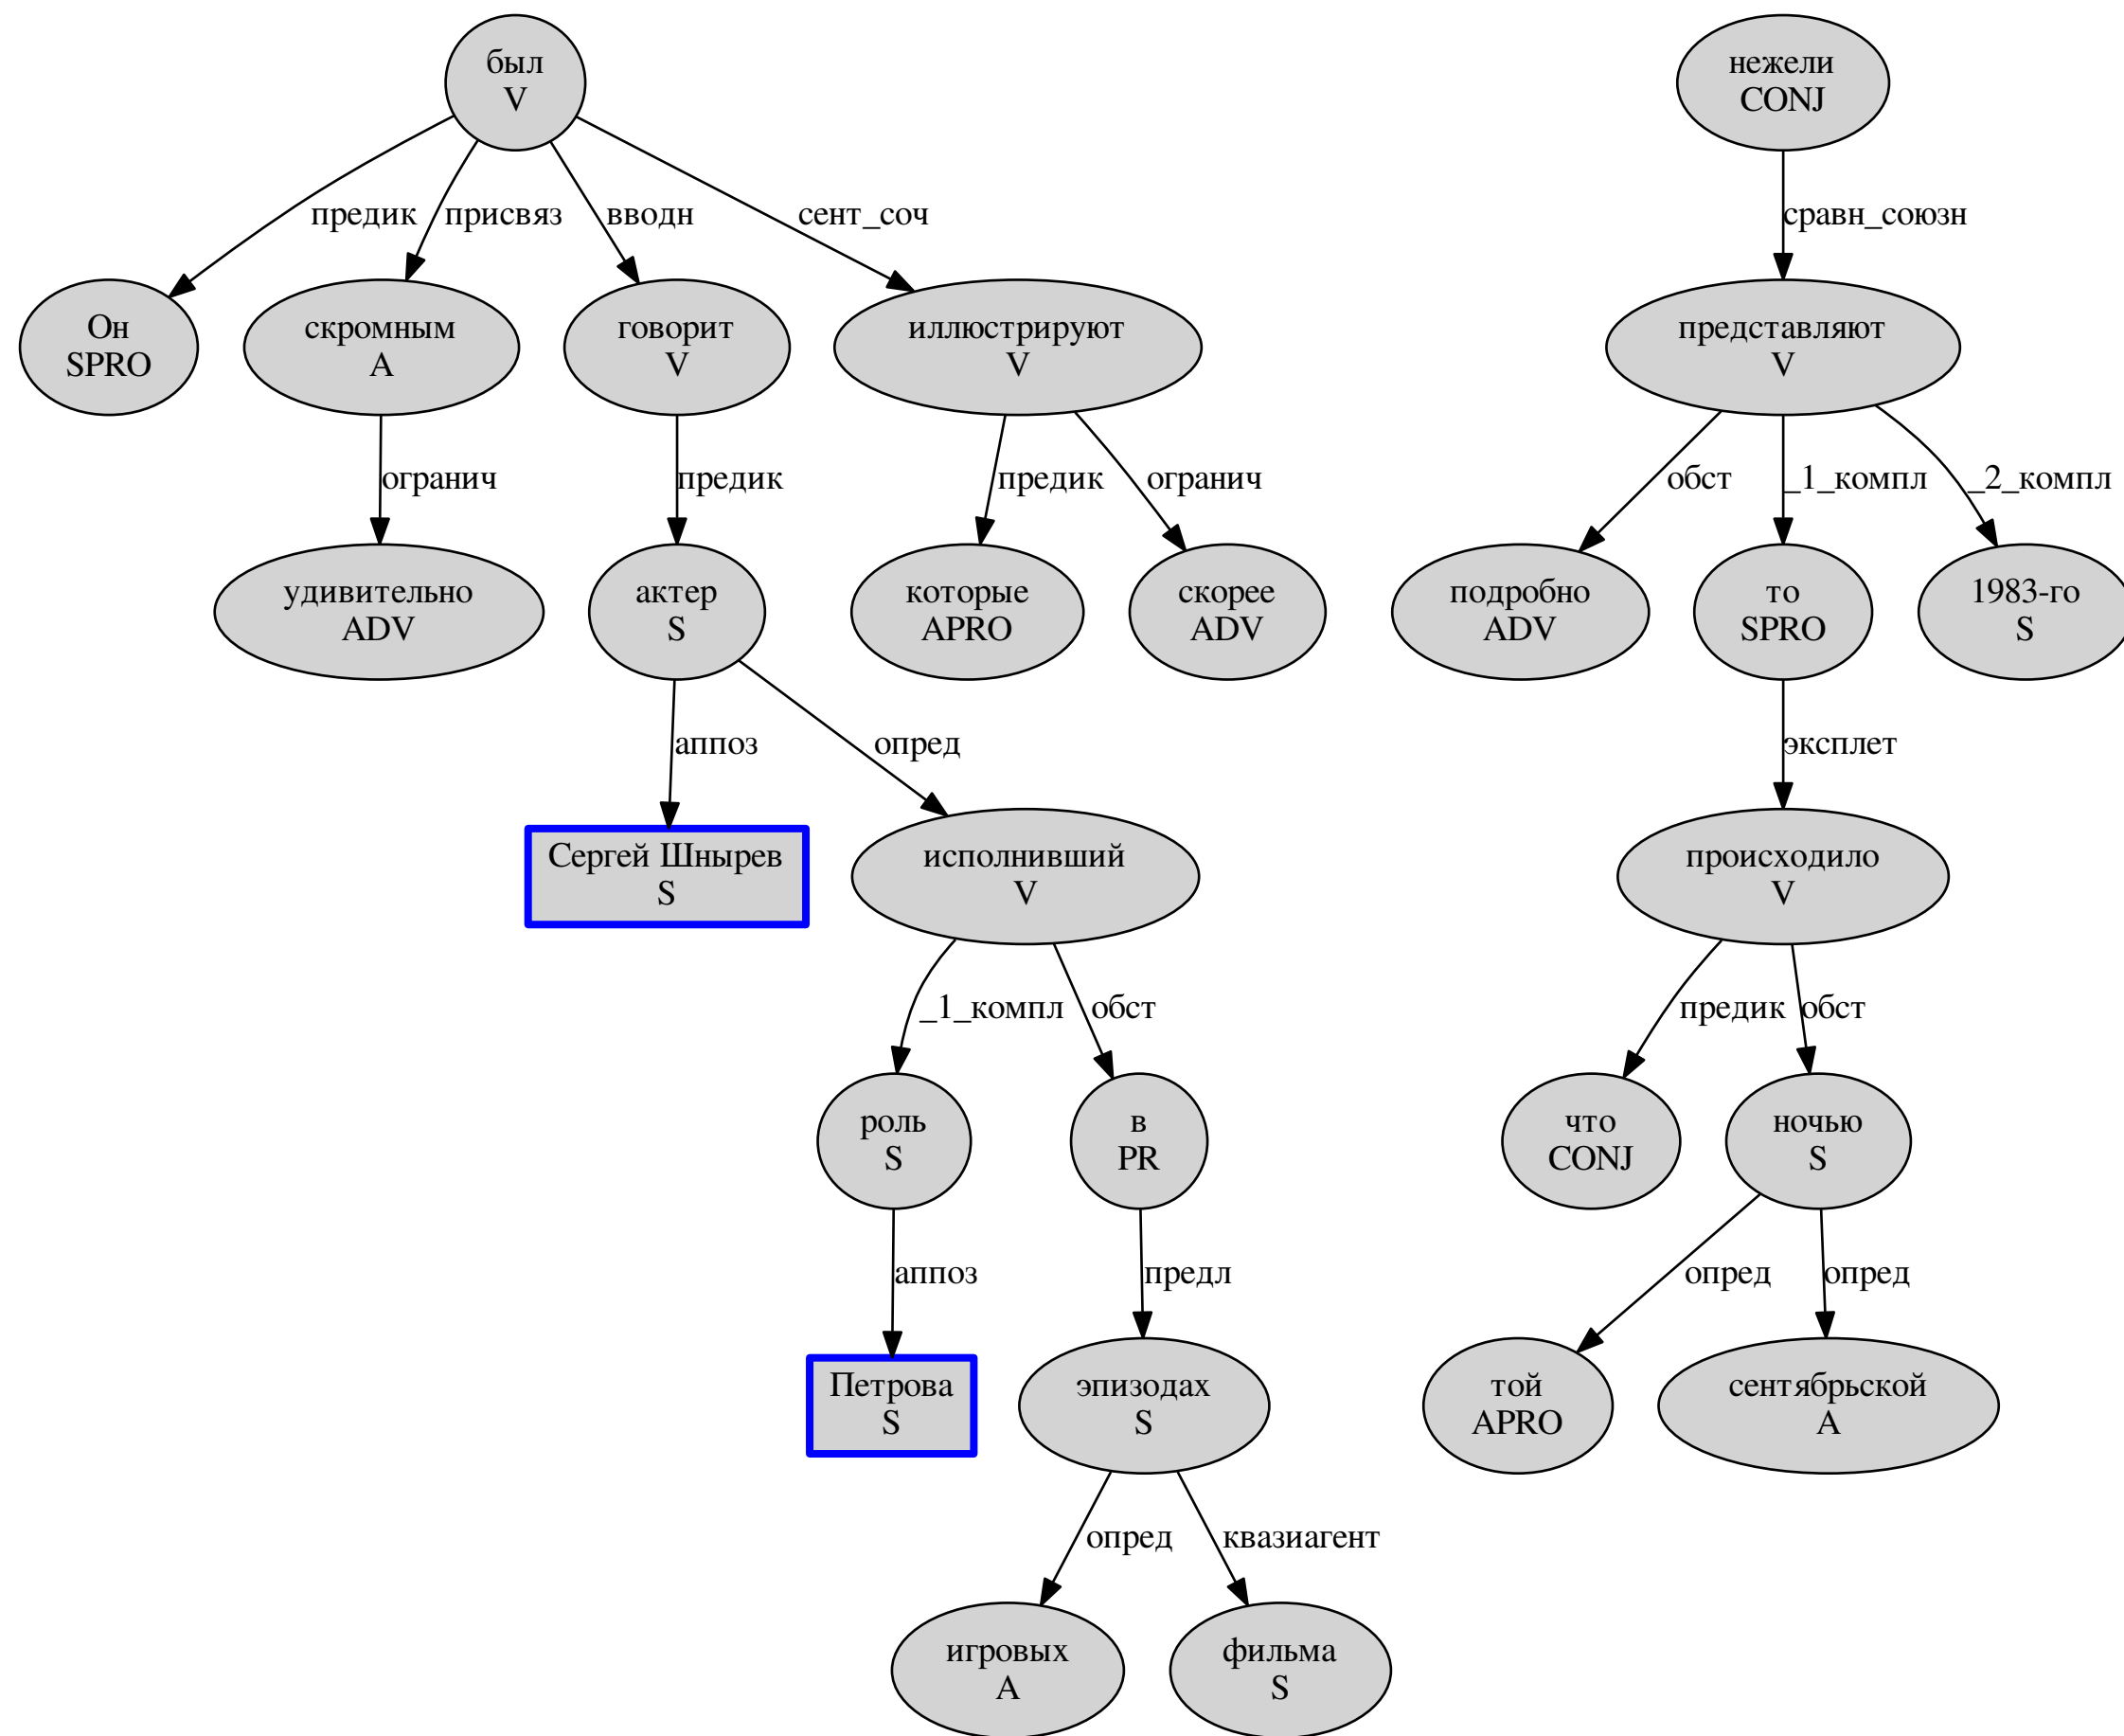 был
V
нежели
CONJ
предик
присвяз
вводн
сент_соч
сравн_союзн
Он
SPRO
скромным
A
говорит
V
иллюстрируют
V
представляют
V
огранич
предик
предик
огранич
обст
_1_компл
_2_компл
удивительно
ADV
актер
S
которые
APRO
скорее
ADV
подробно
ADV
то
SPRO
1983-го
S
аппоз
опред
эксплет
Сергей Шнырев
S
исполнивший
V
происходило
V
_1_компл
обст
предик
обст
роль
S
в
PR
что
CONJ
ночью
S
аппоз
предл
опред
опред
Петрова
S
эпизодах
S
той
APRO
сентябрьской
A
опред
квазиагент
игровых
A
фильма
S